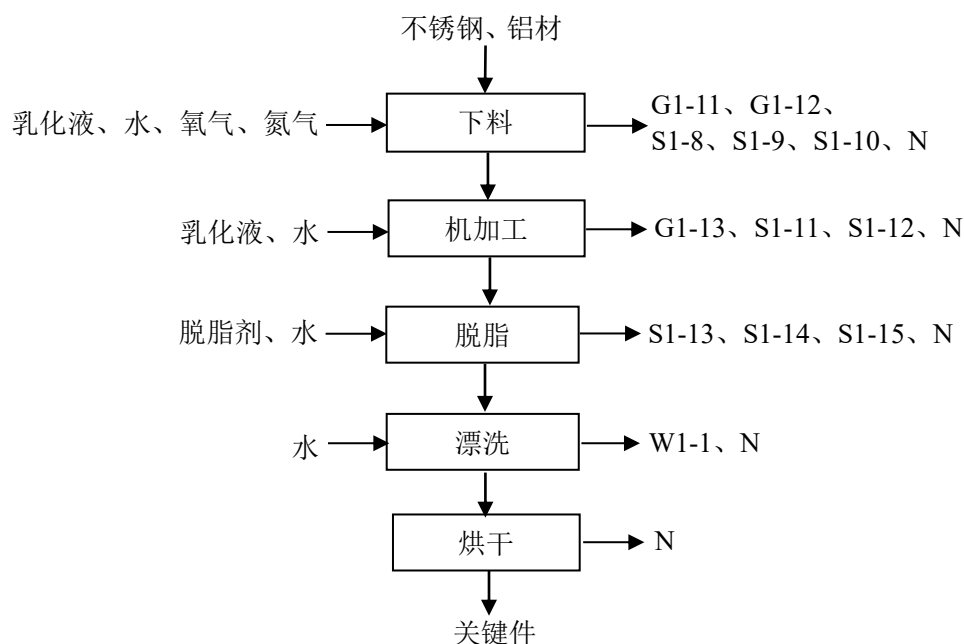 不锈钢、铝材
乳化液、水、氧气、氮气
下料
G1-11、G1-12、
S1-8、S1-9、S1-10、N
乳化液、水
机加工
G1-13、S1-11、S1-12、N
脱脂剂、水
脱脂
S1-13、S1-14、S1-15、N
水
漂洗
W1-1、N
烘干
N
关键件